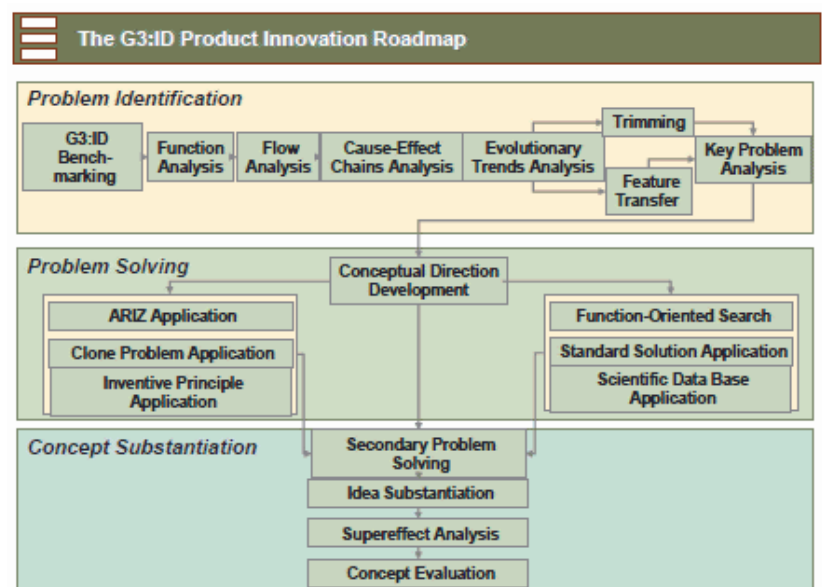 The G3:ID Product Innovation Roadmap
Problem Identification
G3:ID
Bench-
marking
Function
Analysis
Flow
Analysis
Cause-Effect
Chains Analysis
Evolutionary
Trends Analysis
Trimming
Feature
Transfer
Key Problem
Analysis
Problem Solving
Conceptual Direction
Development
ARIZ Application
Clone Problem Application
Inventive Principle
Application
Function-Oriented Search
Standard Solution Application
Scientific Data Base
Application
Concept Substantiation
Secondary Problem
Solving
Idea Substantiation
Supereffect Analysis
Concept Evaluation